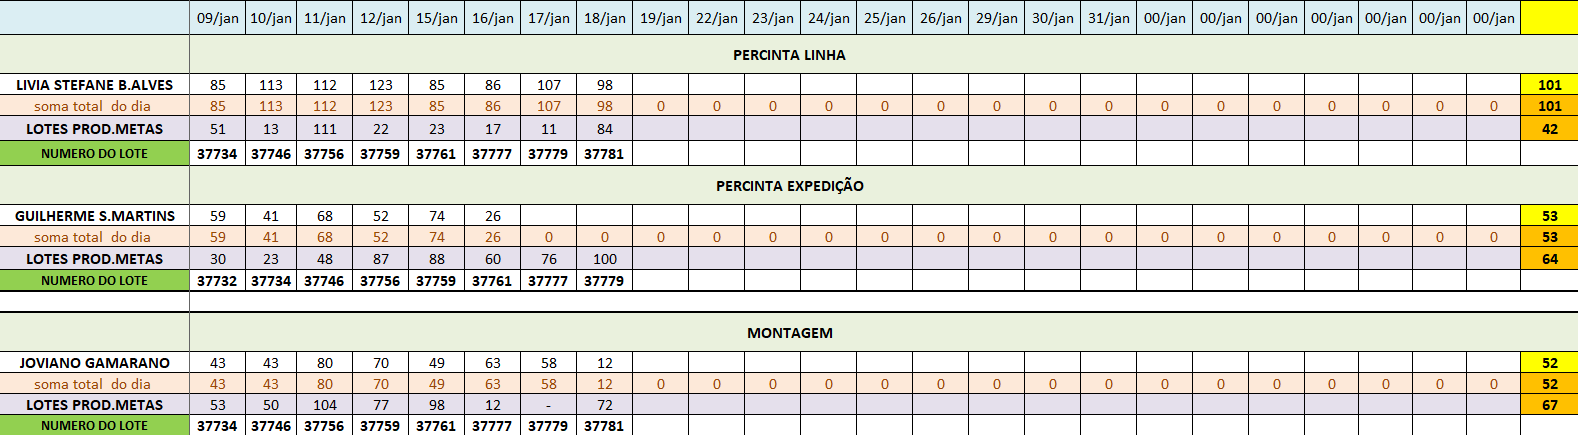 09/jan 10/jan 11/jan 12/jan 15/jan 16/jan 17/jan 18/jan 19/jan 22/jan 23/jan 24/jan 25/jan 26/jan 29/jan 30/jan 31/jan 00/jan 00/jan 00/jan 00/jan 00/jan 00/jan 00/jan
PERCINTA LINHA
LIVIA STEFANE B.ALVES 85 113 112 123 85 86 107 98 101
soma total do dia 85 113 112 123 85 86 107 98 0 0 0 0 0 0 0 0 0 0 0 0 0 0 0 0 101
LOTES PROD.METAS 51 13 111 22 23 17 11 84 42
NUMERO DO LOTE 37734 37746 37756 37759 37761 37777 37779 37781
PERCINTA EXPEDIÇÃO
GUILHERME S.MARTINS 59 41 68 52 74 26 53
soma total do dia 59 41 68 52 74 26 0 0 0 0 0 0 0 0 0 0 0 0 0 0 0 0 0 0 53
LOTES PROD.METAS 30 23 48 87 88 60 76 100 64
NUMERO DO LOTE 37732 37734 37746 37756 37759 37761 37777 37779
MONTAGEM
JOVIANO GAMARANO 43 43 80 70 49 63 58 12 52
soma total do dia 43 43 80 70 49 63 58 12 0 0 0 0 0 0 0 0 0 0 0 0 0 0 0 0 52
LOTES PROD.METAS 53 50 104 77 98 12 - 72 67
NUMERO DO LOTE 37734 37746 37756 37759 37761 37777 37779 37781